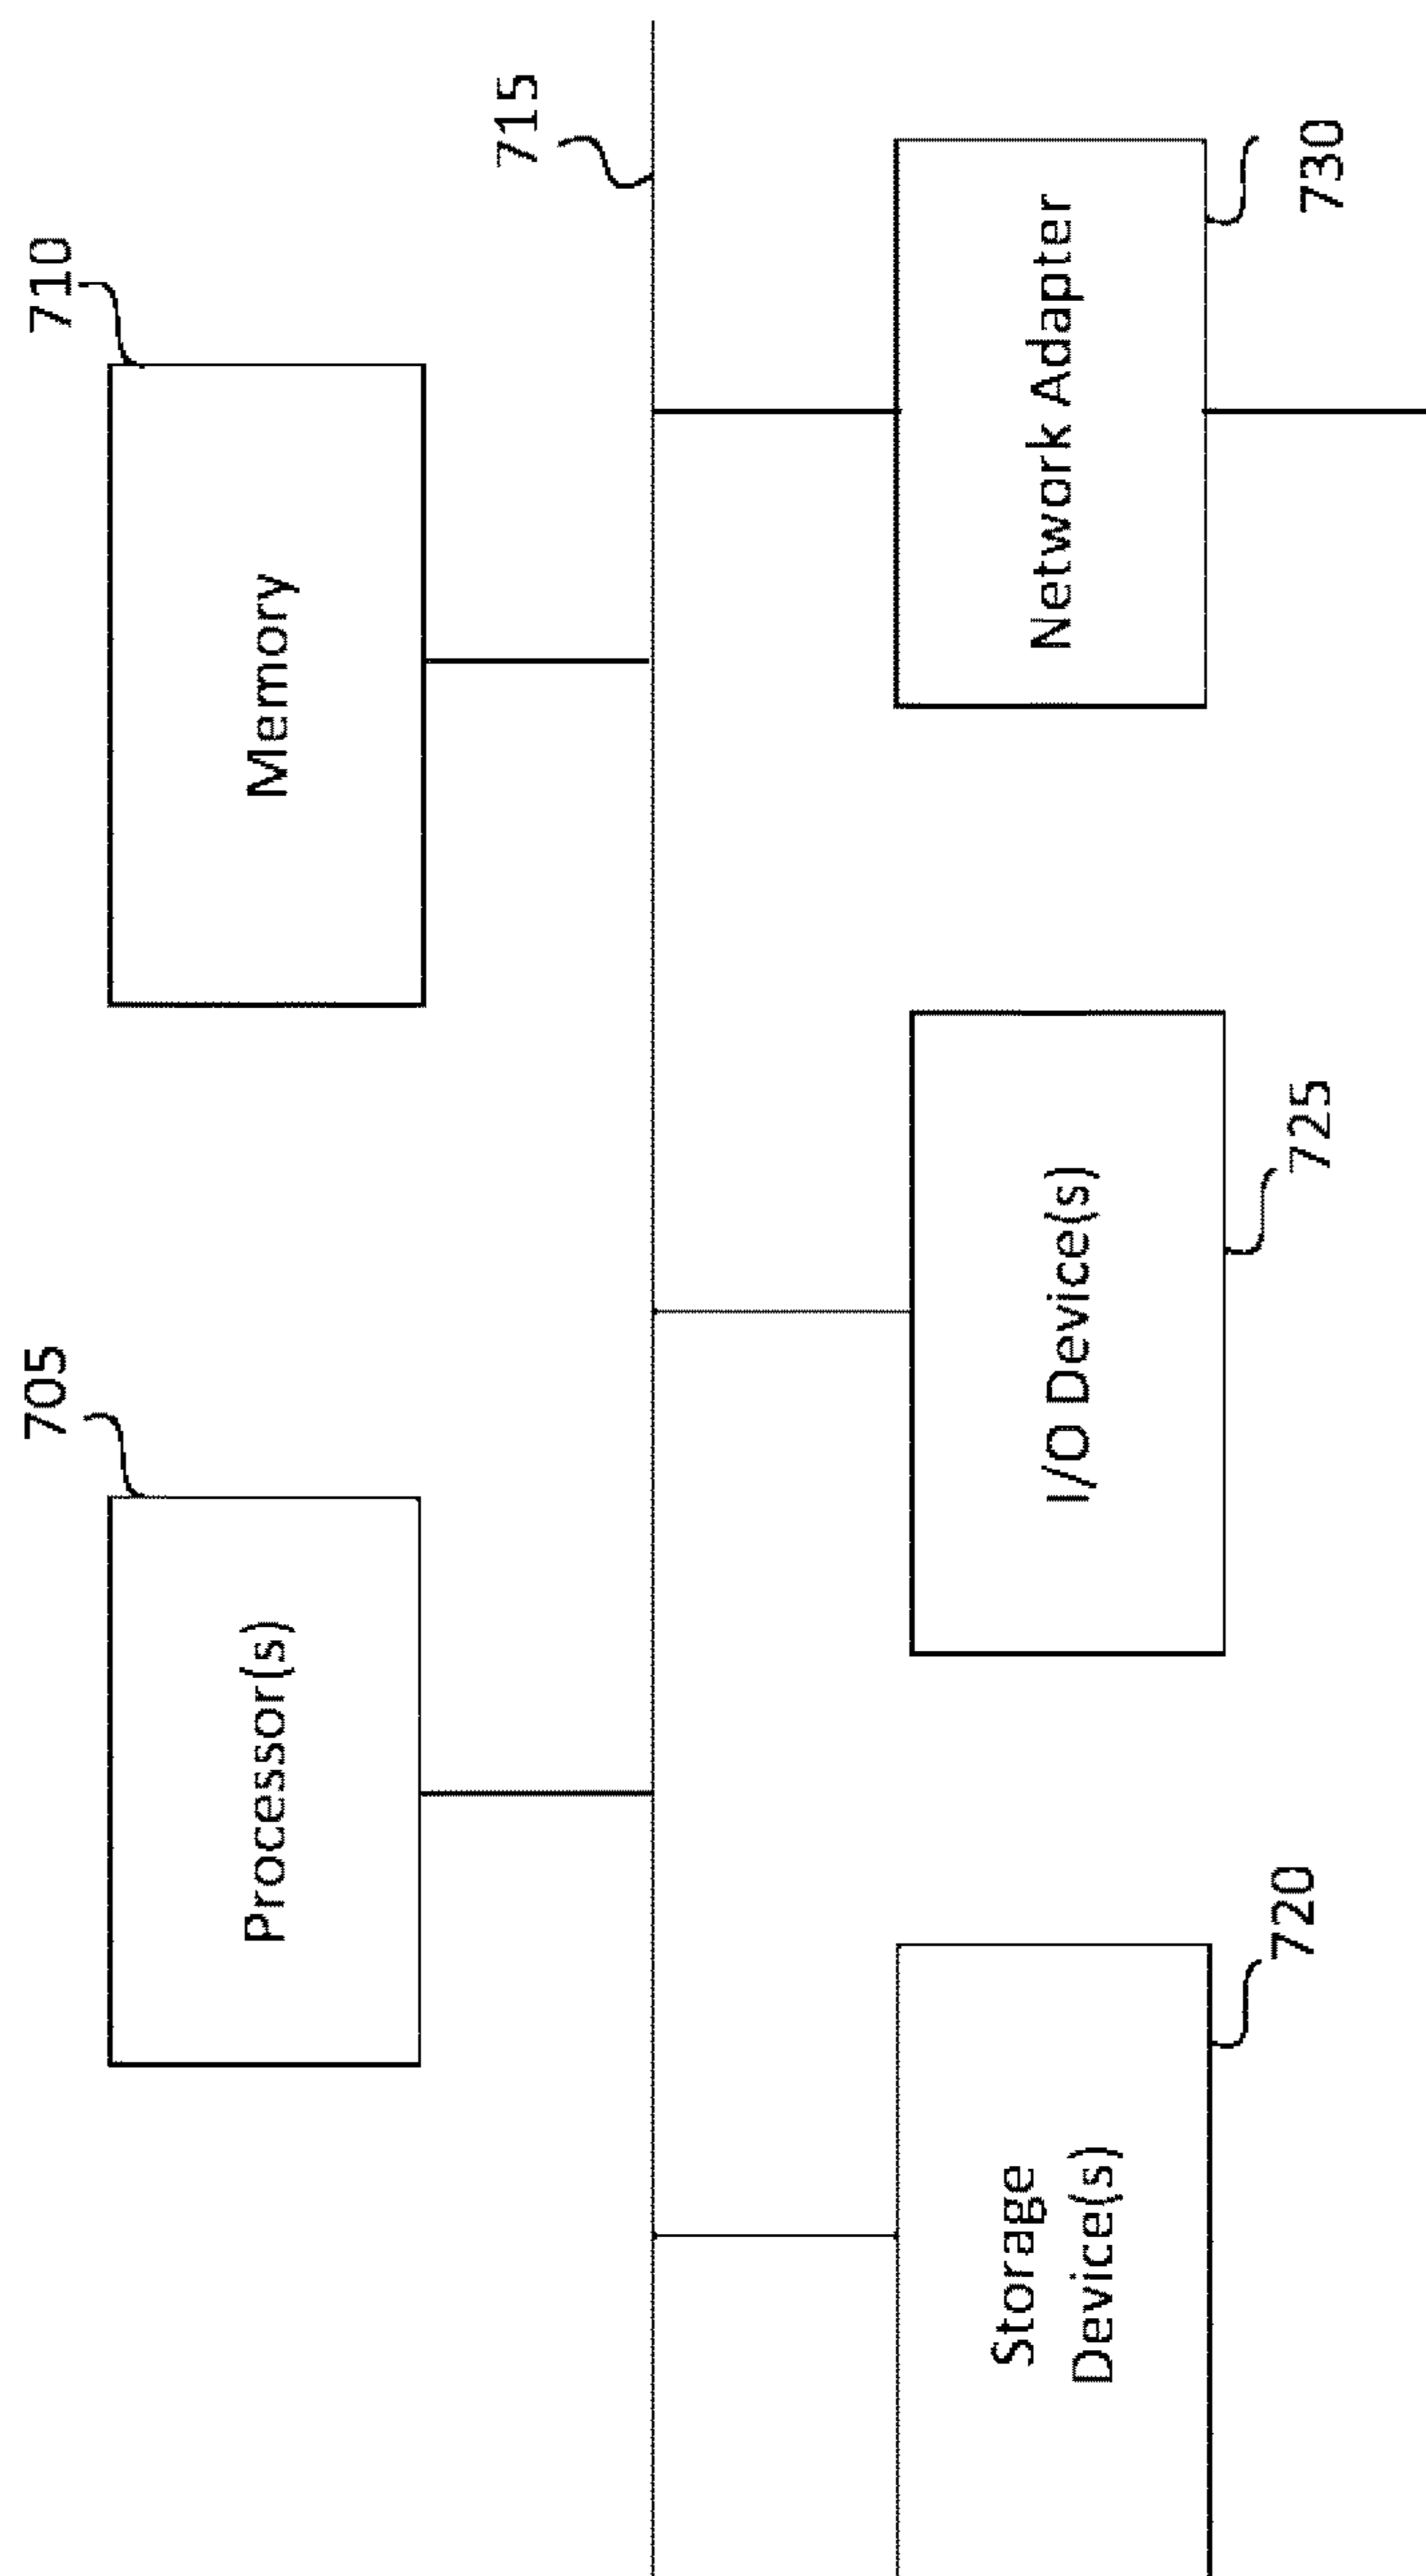 705
710
Processor(s)
Memory
715
Storage
Device(s)
I/O Device(s)
Network Adapter
720
725
730